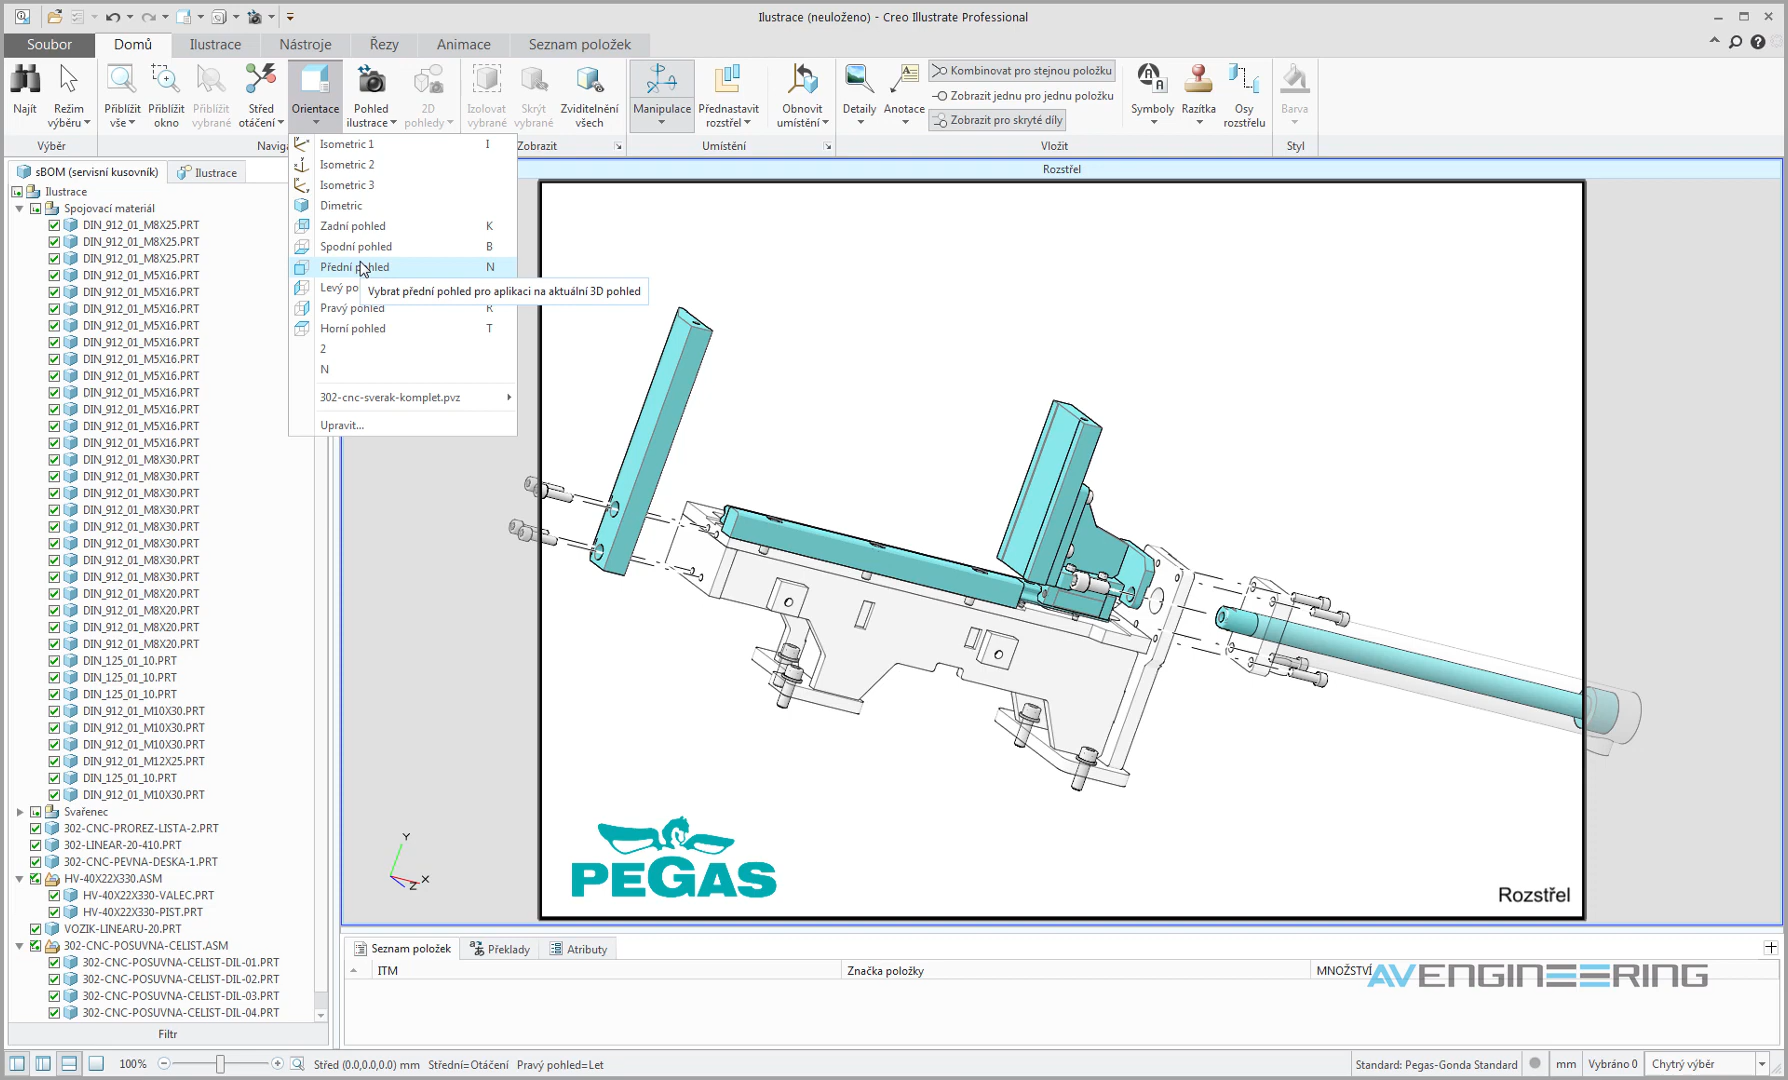 Ilustrace (neuloženo) - Creo Illustrate Professional
Soubor Domů Ilustrace Nástroje Řezy Animace Seznam položek
Najít
Režim výběru
Přiblížit vše
Přiblížit okno
Přiblížit vybrané
Střed otáčení
Orientace
Pohled ilustrace
2D pohledy
Izolovat vybrané
Skrýt vybrané
Zviditelnění všech
Manipulace
Přednastavit rozstřel
Obnovit umístění
Detaily
Anotace
Kombinovat pro stejnou položku
Zobrazit jednu pro jednu položku
Zobrazit pro skryté díly
Symboly
Razítka
Osy rozstřelu
Barva
Výběr Naviga Zobrazit Umístění Vložit Styl
Isometric 1 I
Isometric 2
Isometric 3
Dimetric
Zadní pohled K
Spodní pohled B
Přední pohled N
Levý po
Vybrat přední pohled pro aplikaci na aktuální 3D pohled
Pravý pohled R
Horní pohled T
2
N
302-cnc-sverak-komplet.pvz
Upravit...
sBOM (servisní kusovník) Ilustrace
Ilustrace
Spojovací materiál
DIN_912_01_M8X25.PRT
DIN_912_01_M8X25.PRT
DIN_912_01_M8X25.PRT
DIN_912_01_M5X16.PRT
DIN_912_01_M5X16.PRT
DIN_912_01_M5X16.PRT
DIN_912_01_M5X16.PRT
DIN_912_01_M5X16.PRT
DIN_912_01_M5X16.PRT
DIN_912_01_M5X16.PRT
DIN_912_01_M5X16.PRT
DIN_912_01_M5X16.PRT
DIN_912_01_M5X16.PRT
DIN_912_01_M5X16.PRT
DIN_912_01_M8X30.PRT
DIN_912_01_M8X30.PRT
DIN_912_01_M8X30.PRT
DIN_912_01_M8X30.PRT
DIN_912_01_M8X30.PRT
DIN_912_01_M8X30.PRT
DIN_912_01_M8X30.PRT
DIN_912_01_M8X30.PRT
DIN_912_01_M8X20.PRT
DIN_912_01_M8X20.PRT
DIN_912_01_M8X20.PRT
DIN_912_01_M8X20.PRT
DIN_125_01_10.PRT
DIN_125_01_10.PRT
DIN_125_01_10.PRT
DIN_912_01_M10X30.PRT
DIN_912_01_M10X30.PRT
DIN_912_01_M10X30.PRT
DIN_912_01_M12X25.PRT
DIN_125_01_10.PRT
DIN_912_01_M10X30.PRT
Svařenec
302-CNC-PROREZ-LISTA-2.PRT
302-LINEAR-20-410.PRT
302-CNC-PEVNA-DESKA-1.PRT
HV-40X22X330.ASM
HV-40X22X330-VALEC.PRT
HV-40X22X330-PIST.PRT
VOZIK-LINEARU-20.PRT
302-CNC-POSUVNA-CELIST.ASM
302-CNC-POSUVNA-CELIST-DIL-01.PRT
302-CNC-POSUVNA-CELIST-DIL-02.PRT
302-CNC-POSUVNA-CELIST-DIL-03.PRT
302-CNC-POSUVNA-CELIST-DIL-04.PRT
Filtr
Rozstřel
Y
X
Z
PEGAS
Rozstřel
Seznam položek Překlady Atributy
ITM Značka položky MNOŽSTVÍ
AVENGINEERING
100% Střed (0.0,0.0,0.0) mm Střední=Otáčení Pravý pohled=Let Standard: Pegas-Gonda Standard mm Vybráno 0 Chytrý výběr